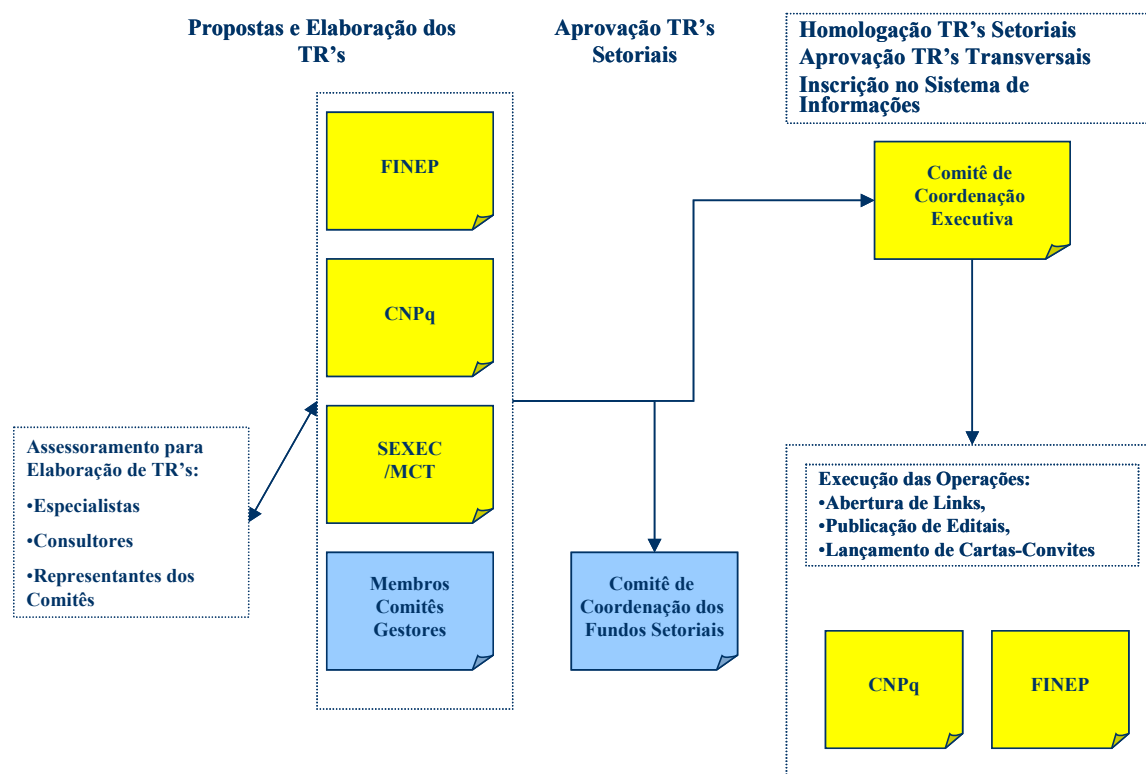 Propostas e Elaboração dos
TR's
Aprovação TR's
Setoriais
Homologação TR's Setoriais
Aprovação TR's Transversais
Inscrição no Sistema de
Informações
FINEP
CNPq
SEXEC
/MCT
Membros
Comitês
Gestores
Assessoramento para
Elaboração de TR's:
•Especialistas
•Consultores
•Representantes dos
Comitês
Comitê de
Coordenação dos
Fundos Setoriais
Comitê de
Coordenação
Executiva
Execução das Operações:
•Abertura de Links,
•Publicação de Editais,
•Lançamento de Cartas-Convites
CNPq
FINEP